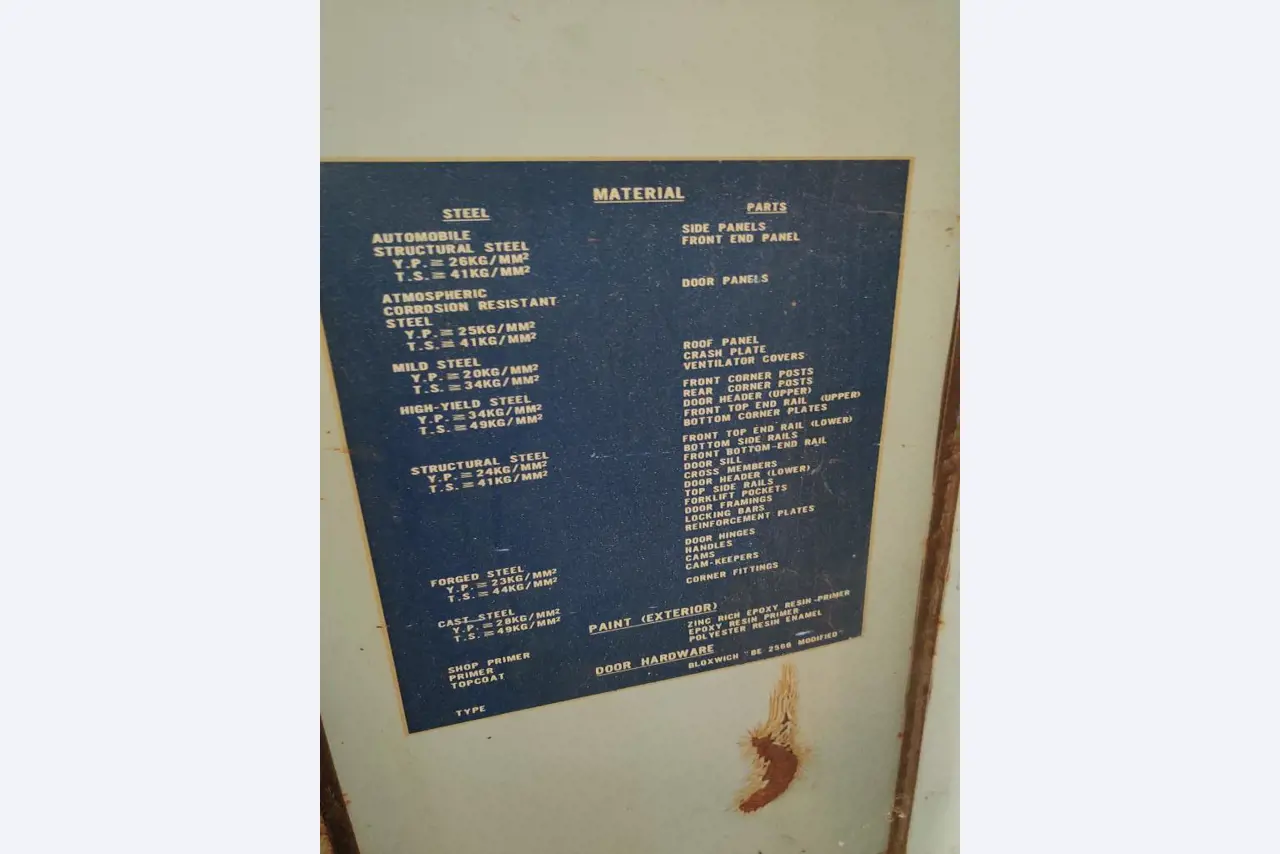 MATERIAL
STEEL
PARTS
AUTOMOBILE
STRUCTURAL STEEL
Y.P. ≧ 26KG/MM²
T.S. ≧ 41KG/MM²
SIDE PANELS
FRONT END PANEL
ATMOSPHERIC
CORROSION RESISTANT
STEEL
Y.P. ≧ 25KG/MM²
T.S. ≧ 41KG/MM²
DOOR PANELS
MILD STEEL
Y.P. ≧ 20KG/MM²
T.S. ≧ 34KG/MM²
ROOF PANEL
CRASH PLATE
VENTILATOR COVERS
HIGH-YIELD STEEL
Y.P. ≧ 34KG/MM²
T.S. ≧ 49KG/MM²
FRONT CORNER POSTS
REAR CORNER POSTS
DOOR HEADER (UPPER)
FRONT TOP END RAIL (UPPER)
BOTTOM CORNER PLATES
STRUCTURAL STEEL
Y.P. ≧ 24KG/MM²
T.S. ≧ 41KG/MM²
FRONT TOP END RAIL (LOWER)
BOTTOM SIDE RAILS
FRONT BOTTOM-END RAIL
DOOR SILL
CROSS MEMBERS
DOOR HEADER (LOWER)
TOP SIDE RAILS
FORKLIFT POCKETS
DOOR FRAMINGS
LOCKING BARS
REINFORCEMENT PLATES
FORGED STEEL
Y.P. ≧ 23KG/MM²
T.S. ≧ 44KG/MM²
DOOR HINGES
HANDLES
CAMS
CAM-KEEPERS
CAST STEEL
Y.P. ≧ 28KG/MM²
T.S. ≧ 49KG/MM²
CORNER FITTINGS
PAINT (EXTERIOR)
SHOP PRIMER
PRIMER
TOPCOAT
ZINC RICH EPOXY RESIN-PRIMER
EPOXY RESIN PRIMER
POLYESTER RESIN ENAMEL
DOOR HARDWARE
TYPE
BLOXWICH "BE 2566 MODIFIED"